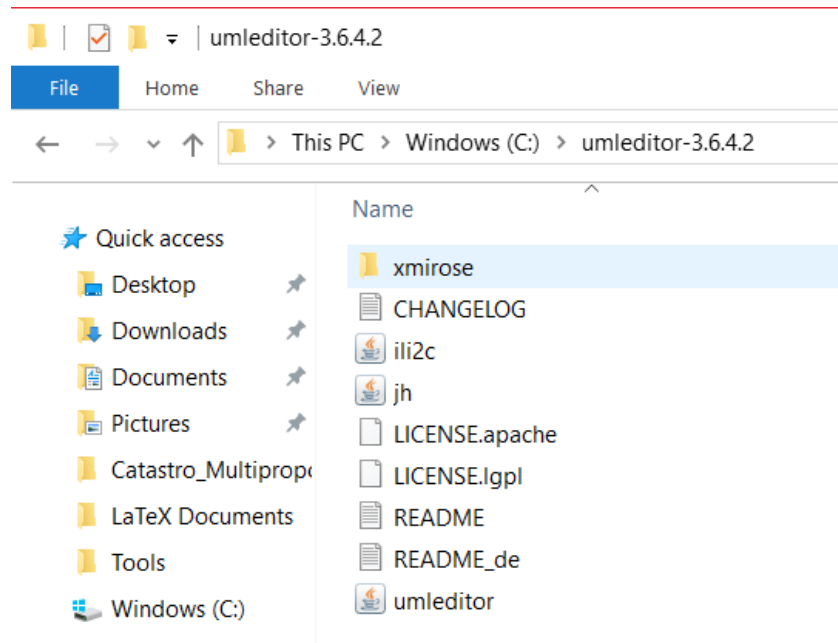 umleditor-3.6.4.2
File Home Share View
This PC > Windows (C:) > umleditor-3.6.4.2
Name
Quick access
Desktop
Downloads
Documents
Pictures
Catastro_Multipropo
LaTeX Documents
Tools
Windows (C:)
xmirose
CHANGELOG
ili2c
jh
LICENSE.apache
LICENSE.lgpl
README
README_de
umleditor